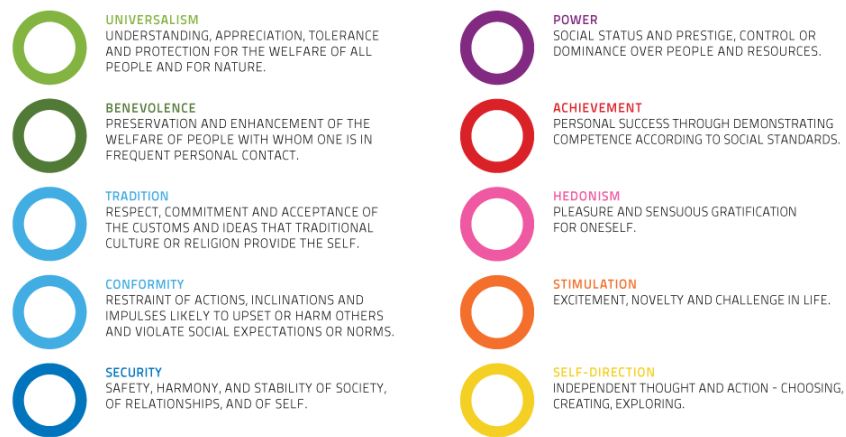 UNIVERSALISM
UNDERSTANDING, APPRECIATION, TOLERANCE
AND PROTECTION FOR THE WELFARE OF ALL
PEOPLE AND FOR NATURE.
BENEVOLENCE
PRESERVATION AND ENHANCEMENT OF THE
WELFARE OF PEOPLE WITH WHOM ONE IS IN
FREQUENT PERSONAL CONTACT.
TRADITION
RESPECT, COMMITMENT AND ACCEPTANCE OF
THE CUSTOMS AND IDEAS THAT TRADITIONAL
CULTURE OR RELIGION PROVIDE THE SELF.
CONFORMITY
RESTRAINT OF ACTIONS, INCLINATIONS AND
IMPULSES LIKELY TO UPSET OR HARM OTHERS
AND VIOLATE SOCIAL EXPECTATIONS OR NORMS.
SECURITY
SAFETY, HARMONY, AND STABILITY OF SOCIETY,
OF RELATIONSHIPS, AND OF SELF.
POWER
SOCIAL STATUS AND PRESTIGE, CONTROL OR
DOMINANCE OVER PEOPLE AND RESOURCES.
ACHIEVEMENT
PERSONAL SUCCESS THROUGH DEMONSTRATING
COMPETENCE ACCORDING TO SOCIAL STANDARDS.
HEDONISM
PLEASURE AND SENSUOUS GRATIFICATION
FOR ONESELF.
STIMULATION
EXCITEMENT, NOVELTY AND CHALLENGE IN LIFE.
SELF-DIRECTION
INDEPENDENT THOUGHT AND ACTION - CHOOSING,
CREATING, EXPLORING.